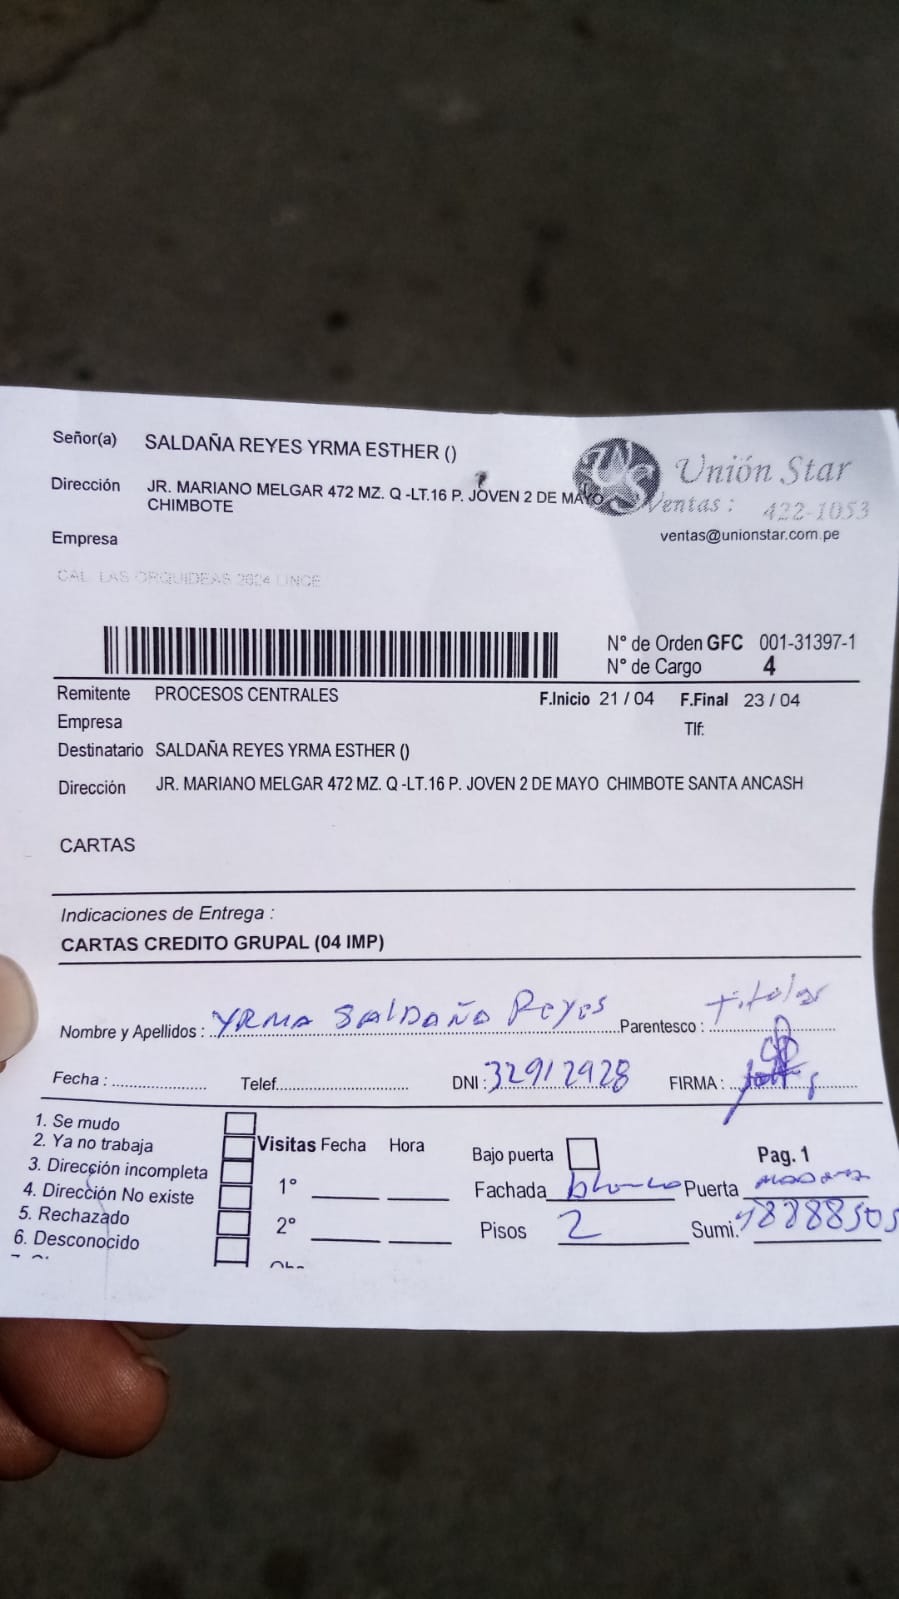 Señor(a) SALDAÑA REYES YRMA ESTHER ()
Unión Star
Dirección JR. MARIANO MELGAR 472 MZ. Q -LT.16 P. JOVEN 2 DE MAYO
CHIMBOTE
Ventas : 422-1053
Empresa
ventas@unionstar.com.pe
CAL. LAS ORQUIDEAS 2024 LINCE
N° de Orden GFC 001-31397-1
N° de Cargo 4
Remitente PROCESOS CENTRALES F.Inicio 21 / 04 F.Final 23 / 04
Empresa Tlf:
Destinatario SALDAÑA REYES YRMA ESTHER ()
Dirección JR. MARIANO MELGAR 472 MZ. Q -LT.16 P. JOVEN 2 DE MAYO CHIMBOTE SANTA ANCASH
CARTAS
Indicaciones de Entrega :
CARTAS CREDITO GRUPAL (04 IMP)
Nombre y Apellidos : YRMA SALDAÑA Reyes Parentesco : titular
Fecha : Telef. DNI : 32912928 FIRMA :
1. Se mudo
2. Ya no trabaja
3. Dirección incompleta
4. Dirección No existe
5. Rechazado
6. Desconocido
Visitas Fecha Hora
1°
2°
Bajo puerta Pag. 1
Fachada blanco Puerta
Pisos 2 Sumi.